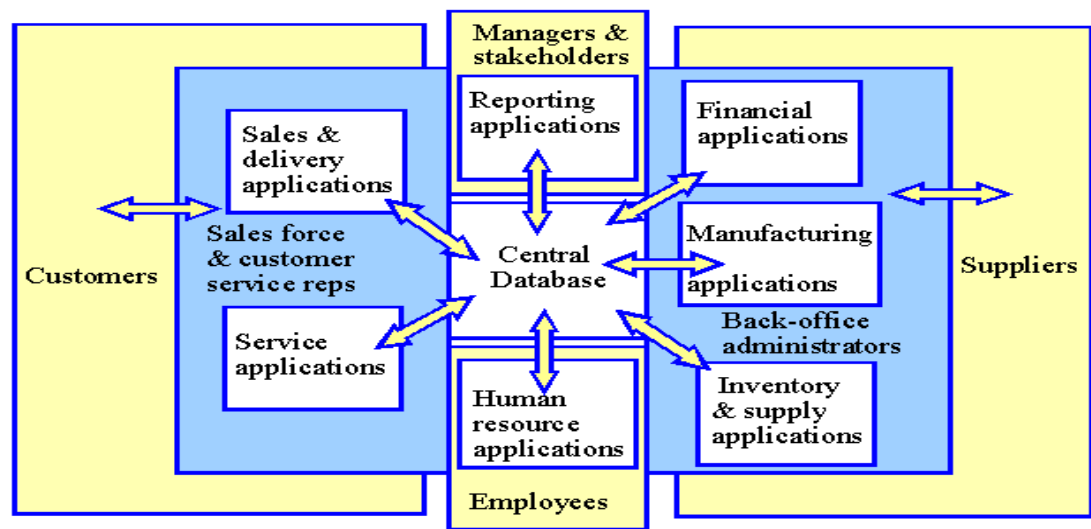 Managers &
stakeholders
Reporting
applications
Financial
applications
Sales &
delivery
applications
Sales force
& customer
service reps
Customers
Central
Database
Manufacturing
applications
Suppliers
Service
applications
Back-office
administrators
Human
resource
applications
Inventory
& supply
applications
Employees